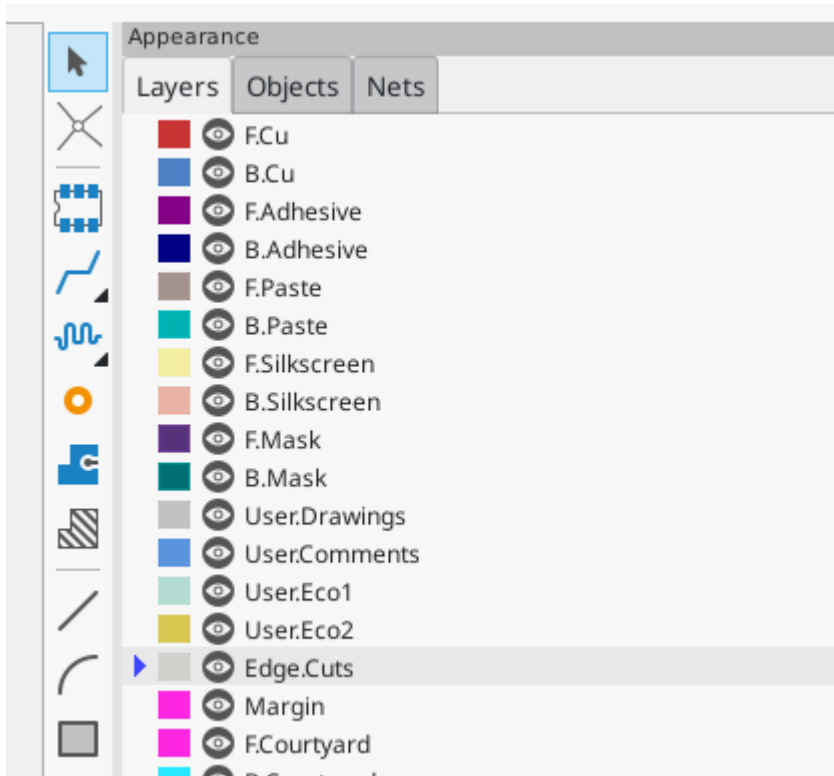 Appearance
Layers Objects Nets
F.Cu
B.Cu
F.Adhesive
B.Adhesive
F.Paste
B.Paste
F.Silkscreen
B.Silkscreen
F.Mask
B.Mask
User.Drawings
User.Comments
User.Eco1
User.Eco2
Edge.Cuts
Margin
F.Courtyard